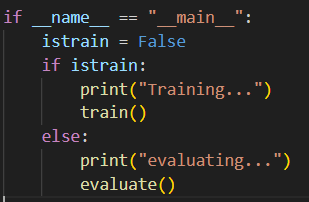 if __name__ == "__main__":
    istrain = False
    if istrain:
        print("Training...")
        train()
    else:
        print("evaluating...")
        evaluate()